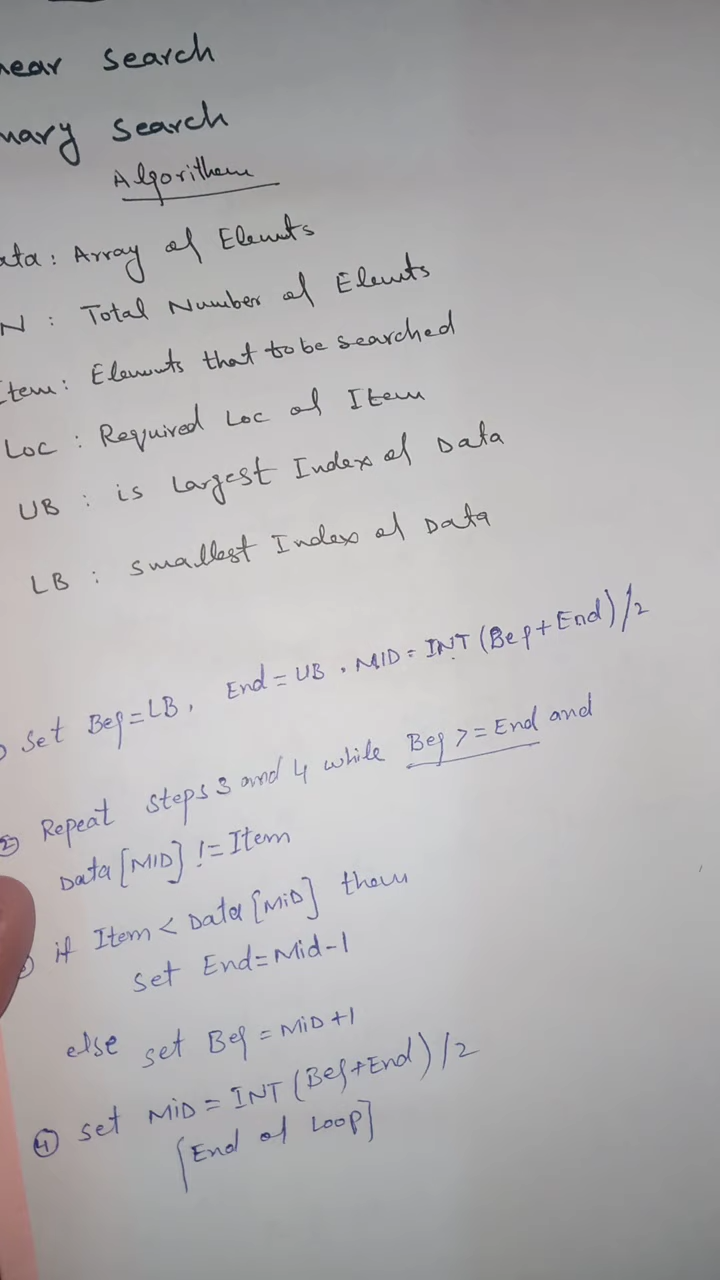 near search
nary search
Algorithem
ata: Array of Elemnts
N : Total Number of Elemts
Item: Elements that to be searched
Loc : Required Loc of Item
UB : is Largest Index of Data
LB : Smallest Index of Data
Set Beg=LB, End=UB, MID=INT(Beg+End)/2
② Repeat steps 3 and 4 while Beg >= End and
Data[MID] != Item
if Item < Data[MiD] then
set End=Mid-1
else set Beg = MiD+1
④ set MiD = INT (Beg+End)/2
[End of Loop]